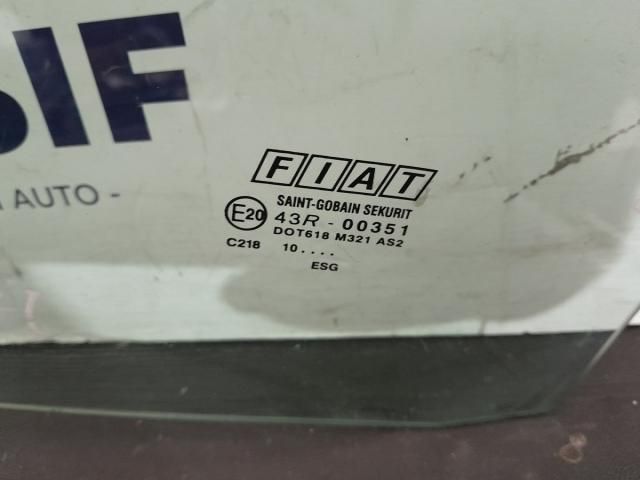 SIF
AUTO -
FIAT
SAINT-GOBAIN SEKURIT
E20 43R - 00351
DOT618 M321 AS2
C218 10....
ESG